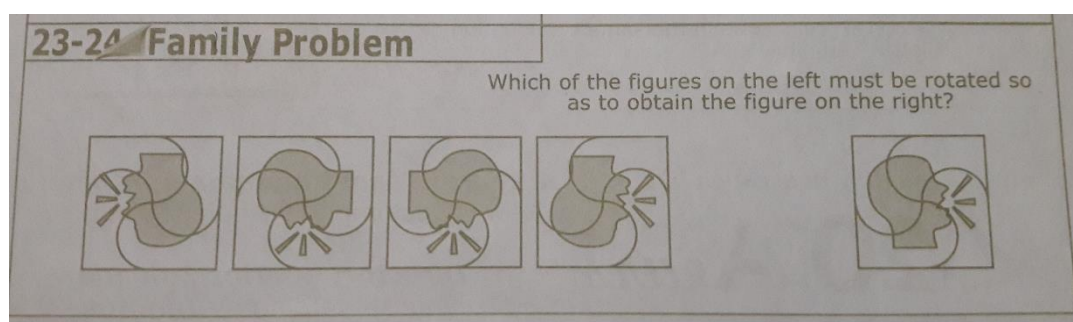 23-24 Family Problem
Which of the figures on the left must be rotated so
as to obtain the figure on the right?